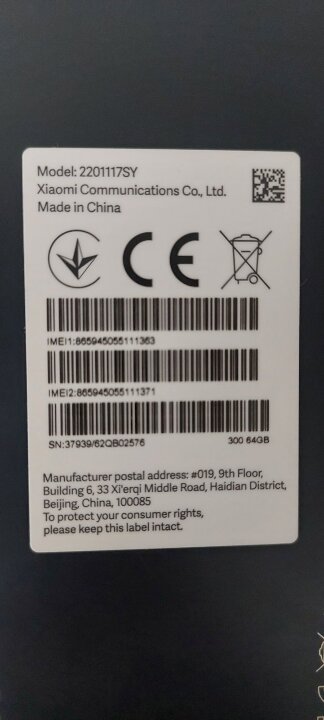 Model: 2201117SY
Xiaomi Communications Co., Ltd.
Made in China
CE
IMEI1:865945055111363
IMEI2:865945055111371
SN:37939/62QB02576 300 64GB
Manufacturer postal address: #019, 9th Floor,
Building 6, 33 Xi'erqi Middle Road, Haidian District,
Beijing, China, 100085
To protect your consumer rights,
please keep this label intact.